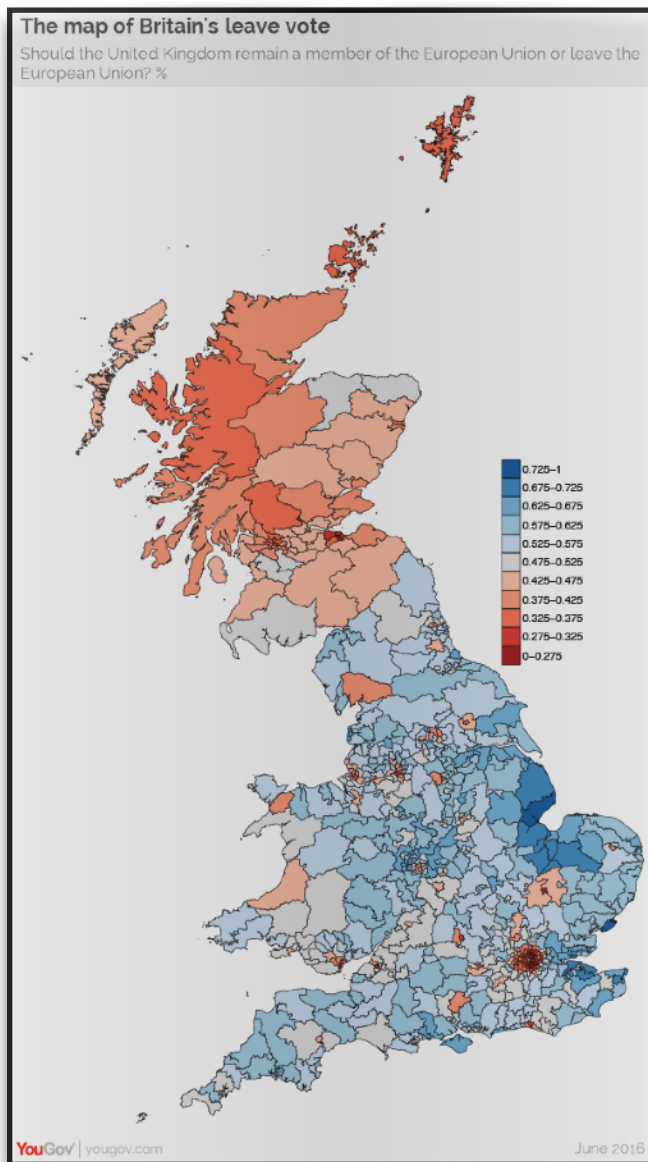 The map of Britain's leave vote
Should the United Kingdom remain a member of the European Union or leave the
European Union? %
0.725–1
0.675–0.725
0.625–0.675
0.575–0.625
0.525–0.575
0.475–0.525
0.425–0.475
0.375–0.425
0.325–0.375
0.275–0.325
0–0.275
YouGov | yougov.com
June 2016